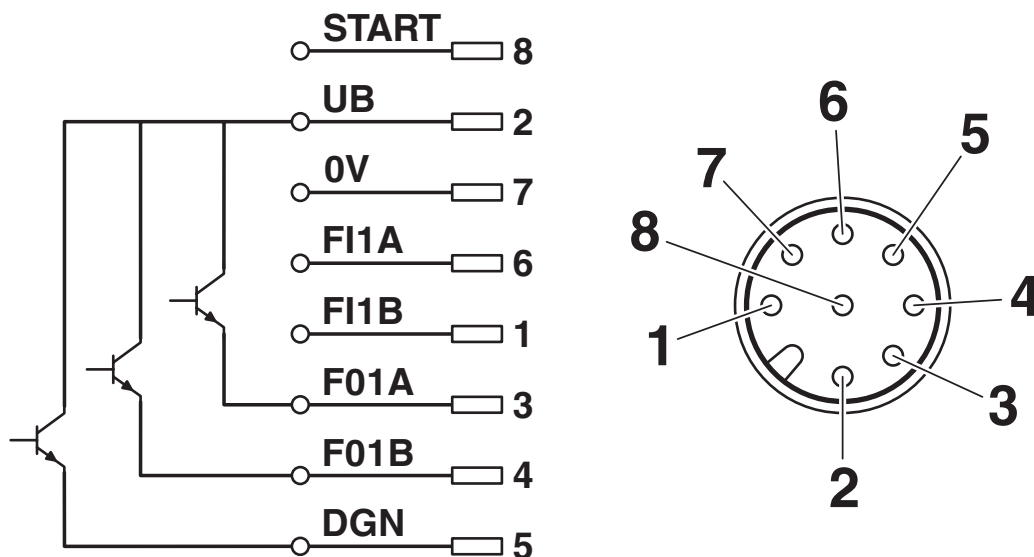 START 8
UB 2
0V 7
FI1A 6
FI1B 1
F01A 3
F01B 4
DGN 5
6
5
7
8
4
1
3
2